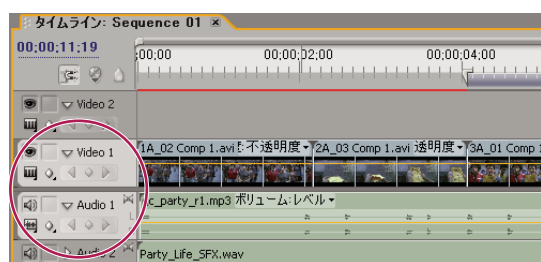 タイムライン: Sequence 01
00;00;11;19
;00;00 00;00;02;00 00;00;04;00
Video 2
Video 1
1A_02 Comp 1.avi 不透明度 2A_03 Comp 1.avi 透明度 3A_01 Comp 1
Audio 1
c_party_r1.mp3 ボリューム:レベル
Audio 2
Party_Life_SFX.wav